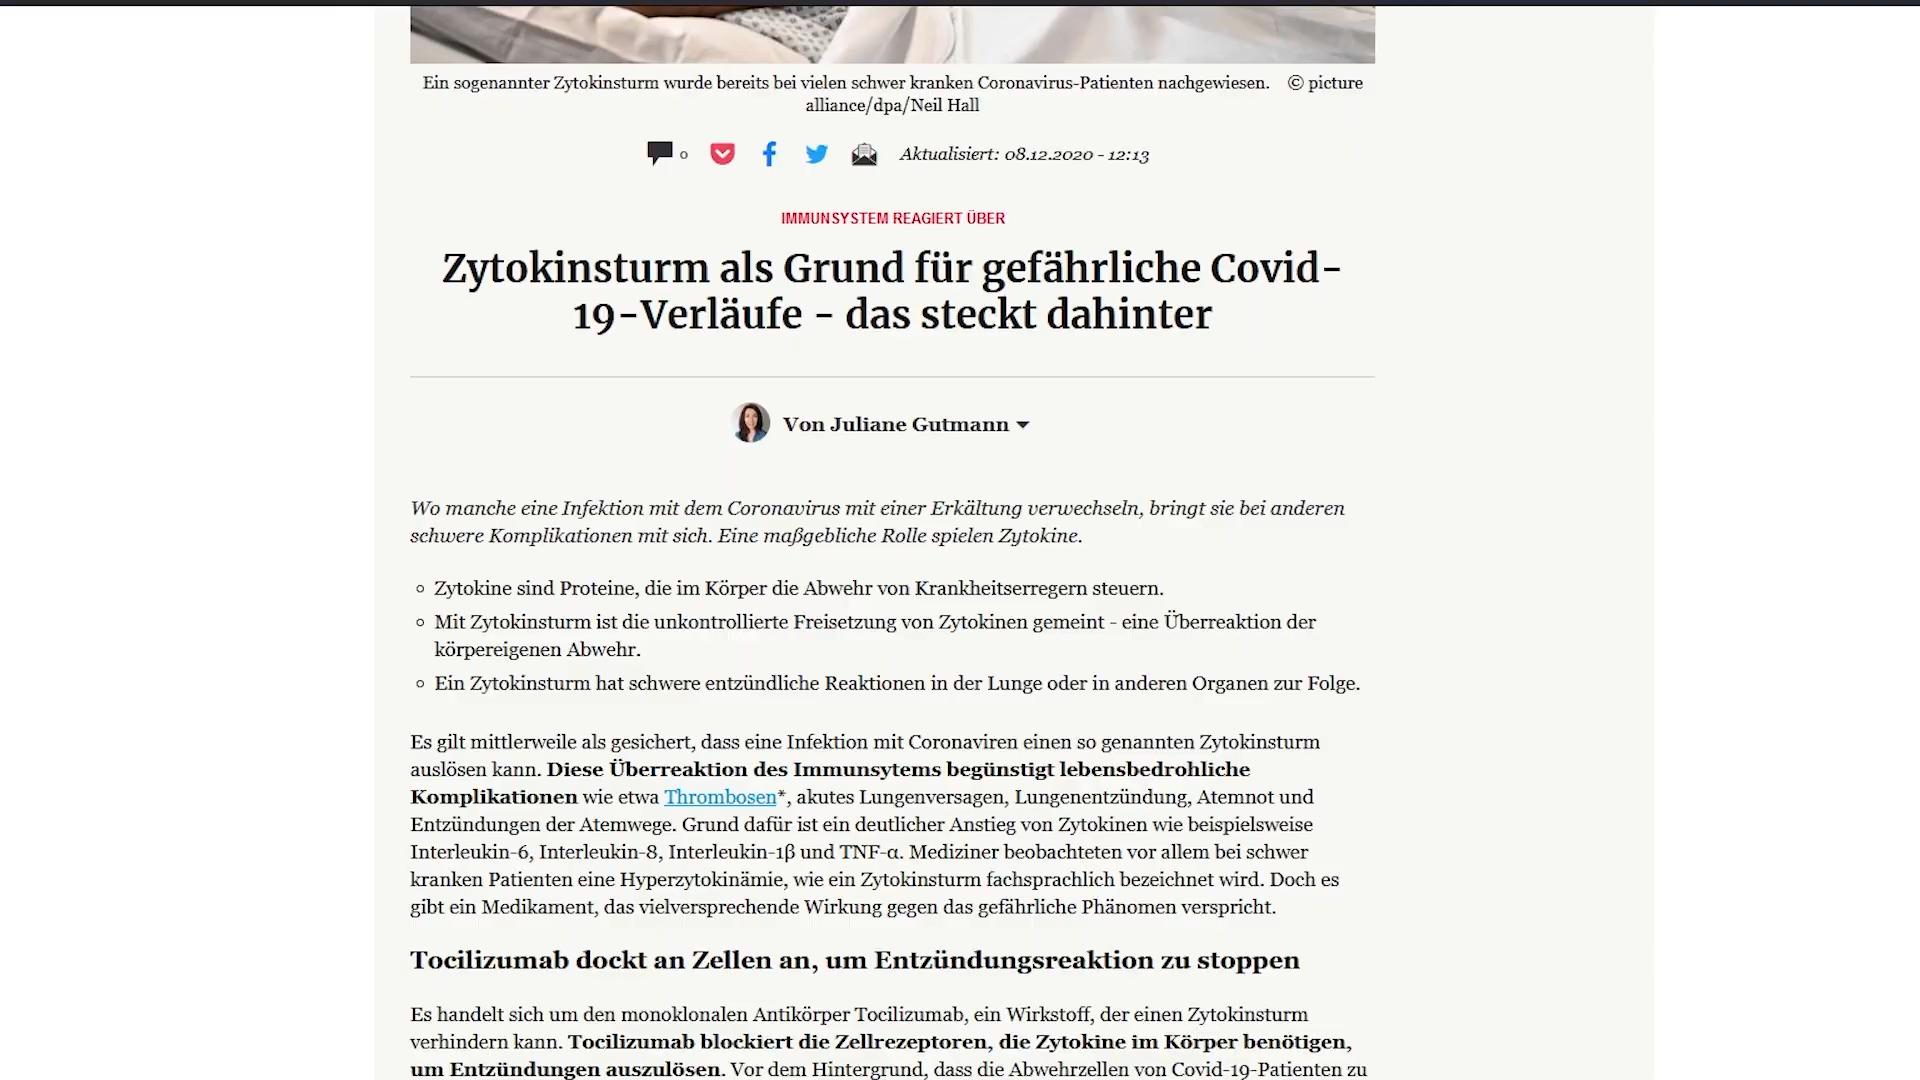 Ein sogenannter Zytokinsturm wurde bereits bei vielen schwer kranken Coronavirus-Patienten nachgewiesen. © picture
alliance/dpa/Neil Hall
0 Aktualisiert: 08.12.2020 - 12:13
IMMUNSYSTEM REAGIERT ÜBER
Zytokinsturm als Grund für gefährliche Covid-
19-Verläufe - das steckt dahinter
Von Juliane Gutmann
Wo manche eine Infektion mit dem Coronavirus mit einer Erkältung verwechseln, bringt sie bei anderen
schwere Komplikationen mit sich. Eine maßgebliche Rolle spielen Zytokine.
Zytokine sind Proteine, die im Körper die Abwehr von Krankheitserregern steuern.
Mit Zytokinsturm ist die unkontrollierte Freisetzung von Zytokinen gemeint - eine Überreaktion der
körpereigenen Abwehr.
Ein Zytokinsturm hat schwere entzündliche Reaktionen in der Lunge oder in anderen Organen zur Folge.
Es gilt mittlerweile als gesichert, dass eine Infektion mit Coronaviren einen so genannten Zytokinsturm
auslösen kann. Diese Überreaktion des Immunsytems begünstigt lebensbedrohliche
Komplikationen wie etwa Thrombosen*, akutes Lungenversagen, Lungenentzündung, Atemnot und
Entzündungen der Atemwege. Grund dafür ist ein deutlicher Anstieg von Zytokinen wie beispielsweise
Interleukin-6, Interleukin-8, Interleukin-1β und TNF-α. Mediziner beobachteten vor allem bei schwer
kranken Patienten eine Hyperzytokinämie, wie ein Zytokinsturm fachsprachlich bezeichnet wird. Doch es
gibt ein Medikament, das vielversprechende Wirkung gegen das gefährliche Phänomen verspricht.
Tocilizumab dockt an Zellen an, um Entzündungsreaktion zu stoppen
Es handelt sich um den monoklonalen Antikörper Tocilizumab, ein Wirkstoff, der einen Zytokinsturm
verhindern kann. Tocilizumab blockiert die Zellrezeptoren, die Zytokine im Körper benötigen,
um Entzündungen auszulösen. Vor dem Hintergrund, dass die Abwehrzellen von Covid-19-Patienten zu